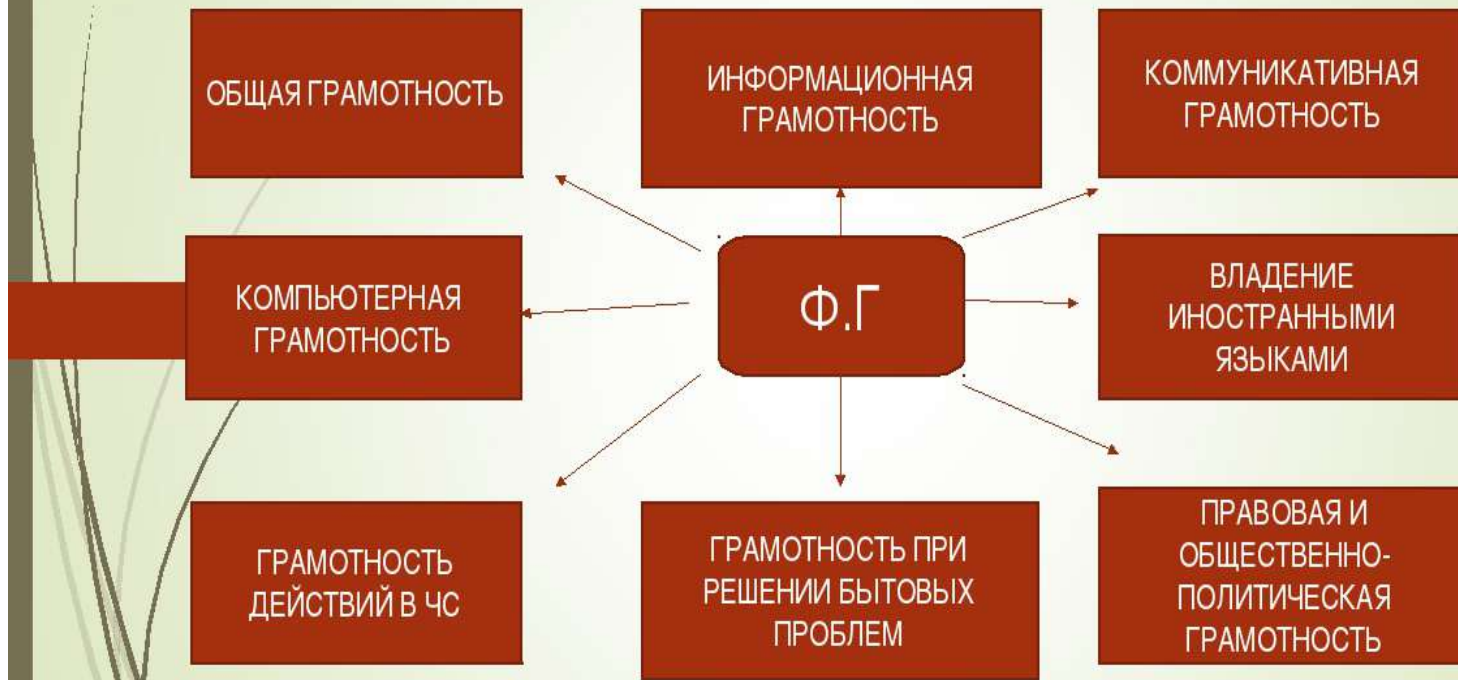 ОБЩАЯ ГРАМОТНОСТЬ
ИНФОРМАЦИОННАЯ
ГРАМОТНОСТЬ
КОММУНИКАТИВНАЯ
ГРАМОТНОСТЬ
КОМПЬЮТЕРНАЯ
ГРАМОТНОСТЬ
Ф.Г
ВЛАДЕНИЕ
ИНОСТРАННЫМИ
ЯЗЫКАМИ
ГРАМОТНОСТЬ
ДЕЙСТВИЙ В ЧС
ГРАМОТНОСТЬ ПРИ
РЕШЕНИИ БЫТОВЫХ
ПРОБЛЕМ
ПРАВОВАЯ И
ОБЩЕСТВЕННО-
ПОЛИТИЧЕСКАЯ
ГРАМОТНОСТЬ